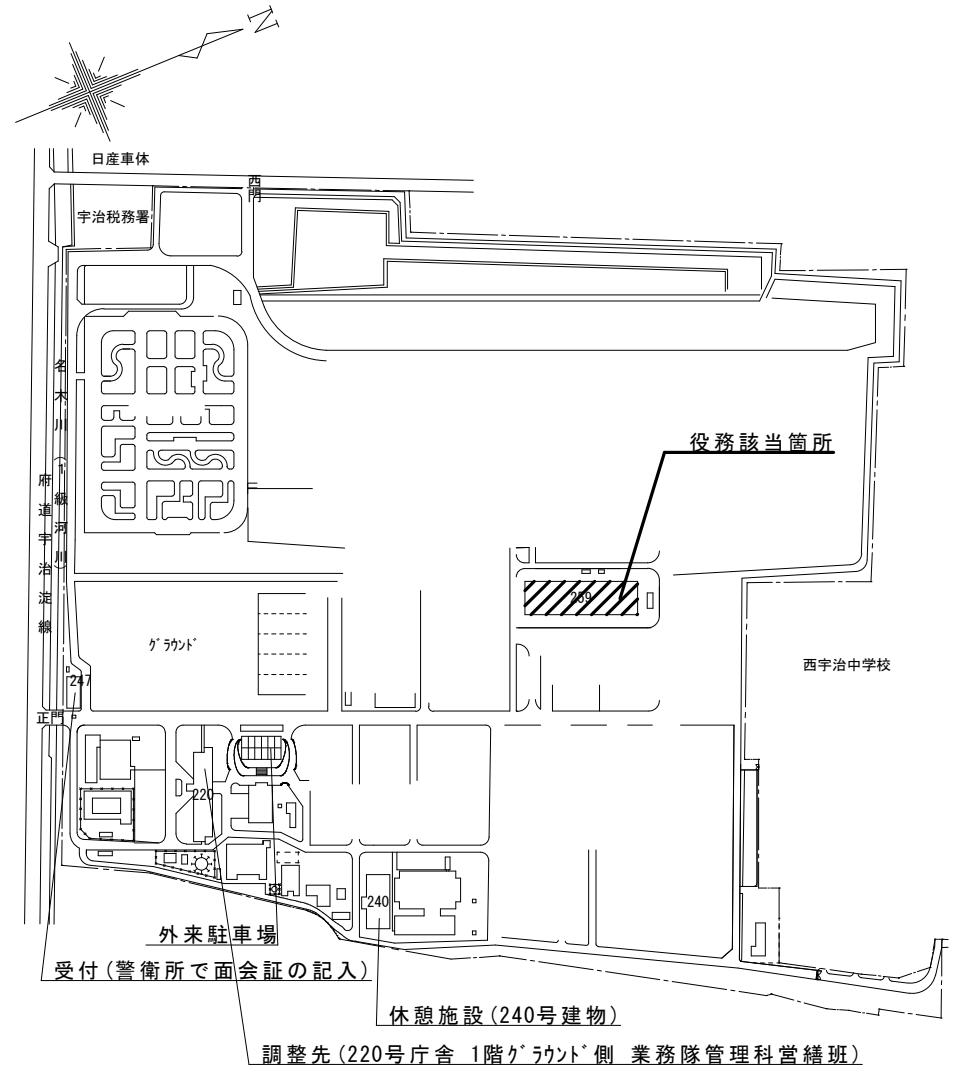 N
日産車体
西門
宇治税務署
名木川(1級河川)
府道宇治淀線
役務該当箇所
259
グラウンド
西宇治中学校
247
正門
220
240
外来駐車場
受付(警衛所で面会証の記入)
休憩施設(240号建物)
調整先(220号庁舎 1階グラウンド側 業務隊管理科営繕班)